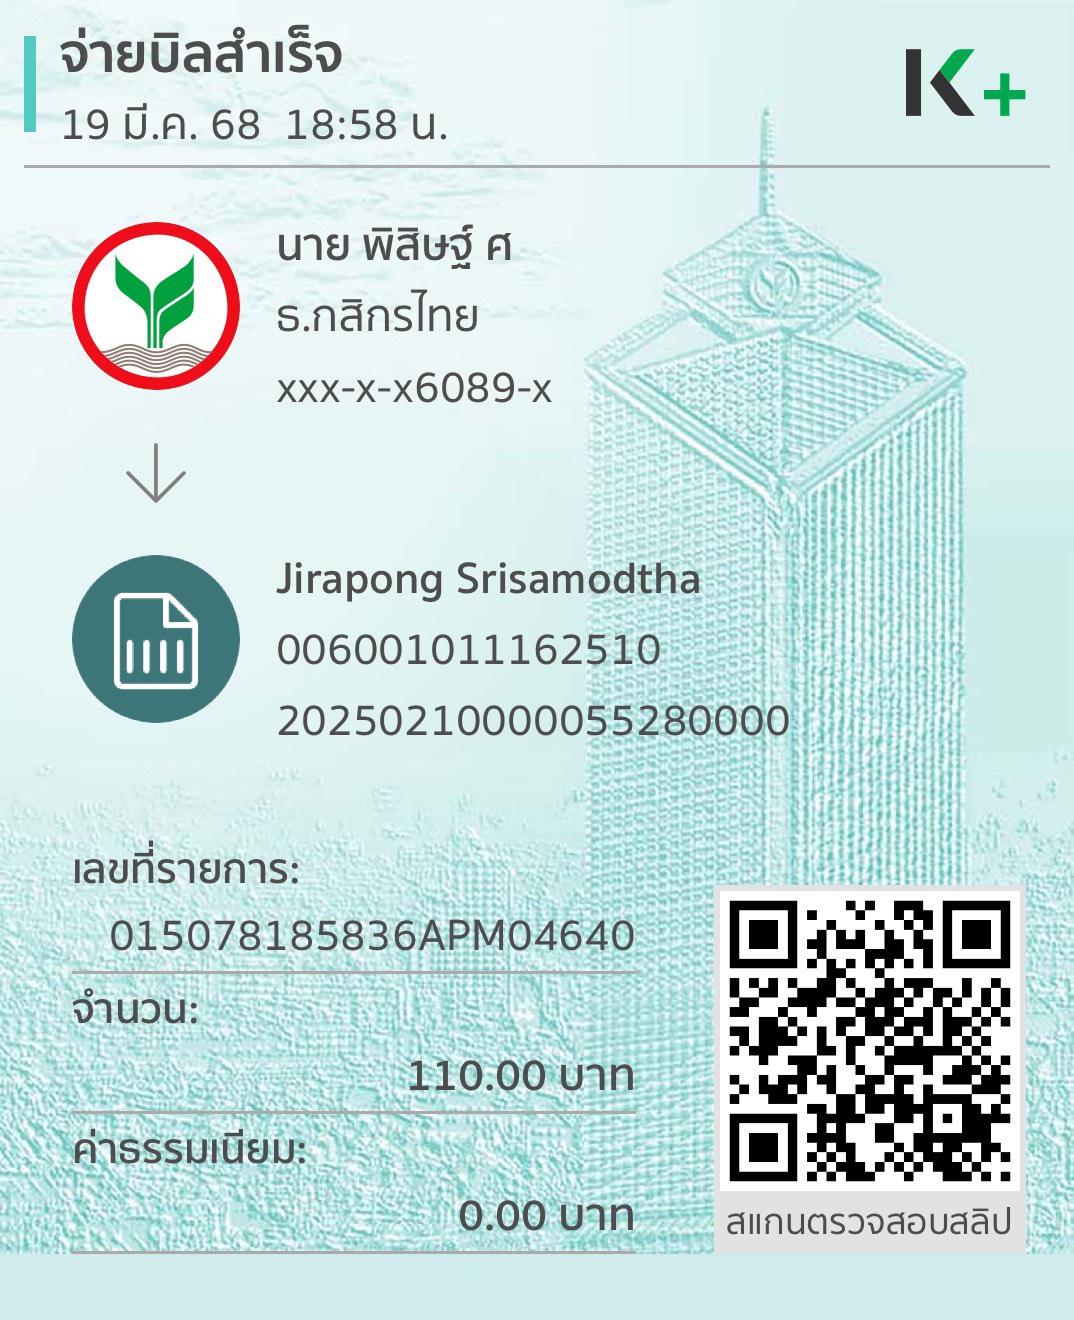 จ่ายบิลสำเร็จ
19 มี.ค. 68 18:58 น.
K+
นาย พิสิษฐ์ ศ
ธ.กสิกรไทย
xxx-x-x6089-x
Jirapong Srisamodtha
006001011162510
20250210000055280000
เลขที่รายการ:
015078185836APM04640
จำนวน:
110.00 บาท
ค่าธรรมเนียม:
0.00 บาท
สแกนตรวจสอบสลิป